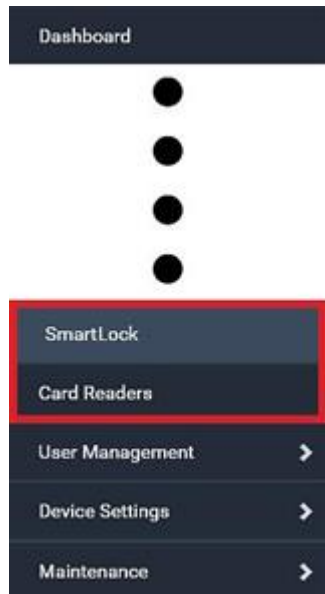 Dashboard
SmartLock
Card Readers
User Management
Device Settings
Maintenance